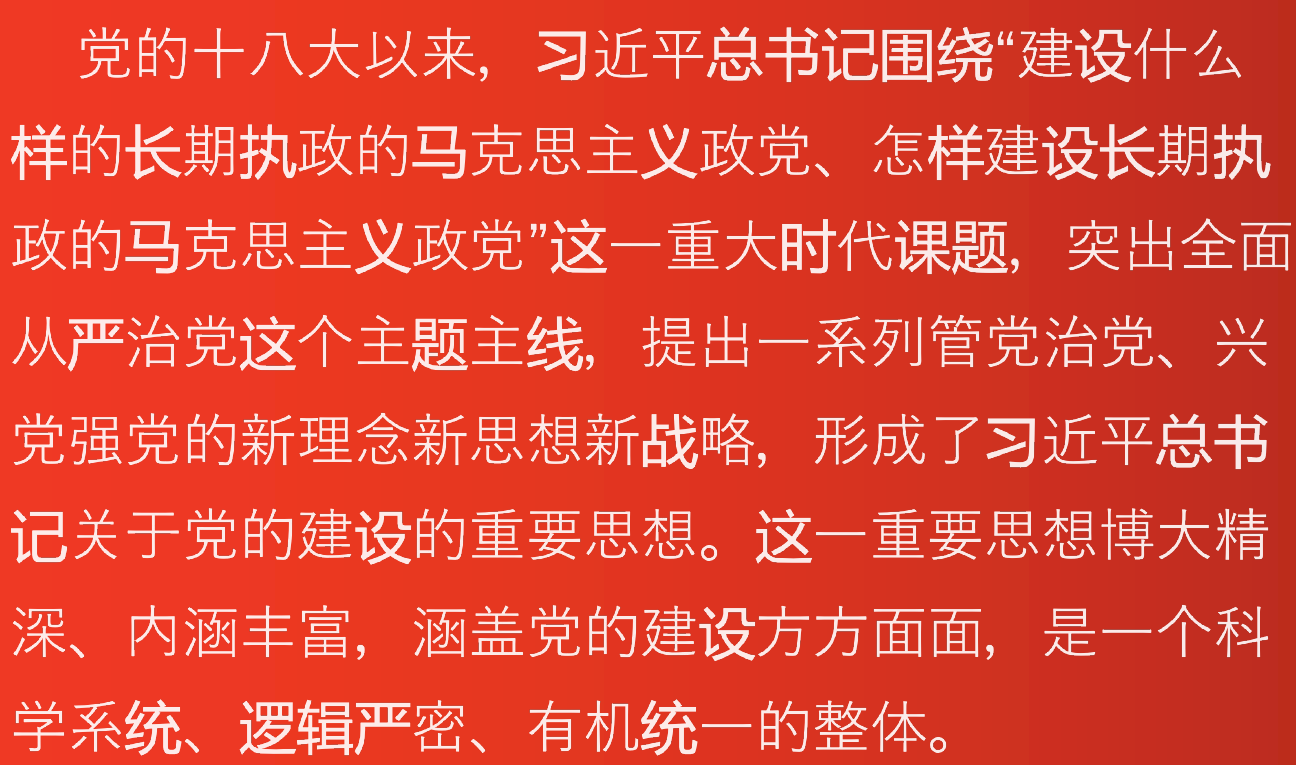 党的十八大以来，习近平总书记围绕“建设什么
样的长期执政的马克思主义政党、怎样建设长期执
政的马克思主义政党”这一重大时代课题，突出全面
从严治党这个主题主线，提出一系列管党治党、兴
党强党的新理念新思想新战略，形成了习近平总书
记关于党的建设的重要思想。这一重要思想博大精
深、内涵丰富，涵盖党的建设方方面面，是一个科
学系统、逻辑严密、有机统一的整体。